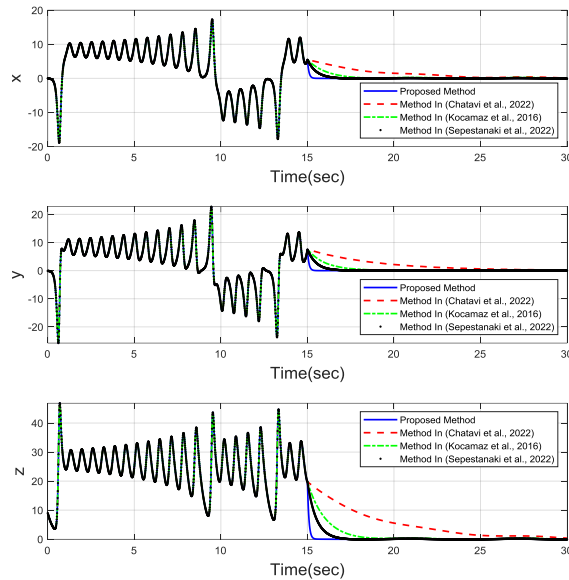 20
10
0
-10
-20
x
0 5 10 15 20 25 30
Time(sec)
Proposed Method
Method In (Chatavi et al., 2022)
Method In (Kocamaz et al., 2016)
Method In (Sepestanaki et al., 2022)
20
10
0
-10
-20
y
0 5 10 15 20 25 30
Time(sec)
Proposed Method
Method In (Chatavi et al., 2022)
Method In (Kocamaz et al., 2016)
Method In (Sepestanaki et al., 2022)
40
30
20
10
0
z
0 5 10 15 20 25 30
Time(sec)
Proposed Method
Method In (Chatavi et al., 2022)
Method In (Kocamaz et al., 2016)
Method In (Sepestanaki et al., 2022)